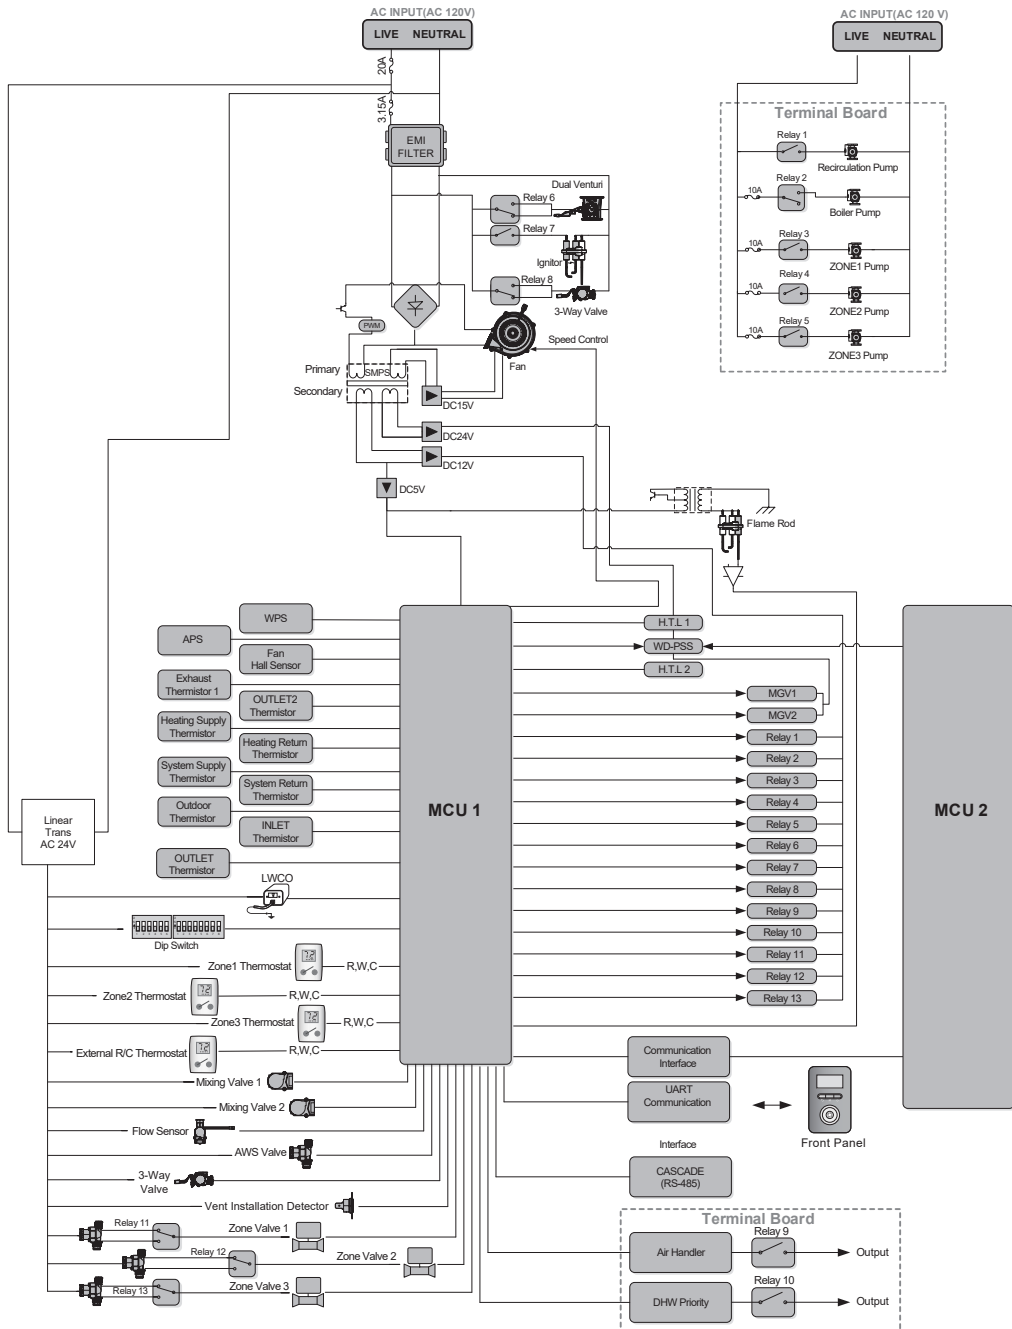 AC INPUT(AC 120V)
LIVE NEUTRAL
20A
3.15A
EMI
FILTER
AC INPUT(AC 120 V)
LIVE NEUTRAL
Terminal Board
Relay 1
Recirculation Pump
Relay 2
10A
Boiler Pump
Relay 3
10A
ZONE1 Pump
Relay 4
10A
ZONE2 Pump
Relay 5
10A
ZONE3 Pump
Dual Venturi
Relay 6
Relay 7
Ignitor
Relay 8
3-Way Valve
PWM
Speed Control
Fan
Primary
SMPS
Secondary
DC15V
DC24V
DC12V
DC5V
Flame Rod
WPS
APS
Fan
Hall Sensor
Exhaust
Thermistor 1
OUTLET2
Thermistor
Heating Supply
Thermistor
Heating Return
Thermistor
System Supply
Thermistor
System Return
Thermistor
Outdoor
Thermistor
INLET
Thermistor
OUTLET
Thermistor
Linear
Trans
AC 24V
MCU 1
MCU 2
H.T.L 1
WD-PSS
H.T.L 2
MGV1
MGV2
Relay 1
Relay 2
Relay 3
Relay 4
Relay 5
Relay 6
Relay 7
Relay 8
Relay 9
Relay 10
Relay 11
Relay 12
Relay 13
LWCO
Dip Switch
Zone1 Thermostat
R,W,C
Zone2 Thermostat
R,W,C
Zone3 Thermostat
R,W,C
External R/C Thermostat
R,W,C
Mixing Valve 1
Mixing Valve 2
Flow Sensor
AWS Valve
3-Way
Valve
Vent Installation Detector
Relay 11
Zone Valve 1
Relay 12
Zone Valve 2
Relay 13
Zone Valve 3
Communication
Interface
UART
Communication
Front Panel
Interface
CASCADE
(RS-485)
Terminal Board
Air Handler
Relay 9
Output
DHW Priority
Relay 10
Output